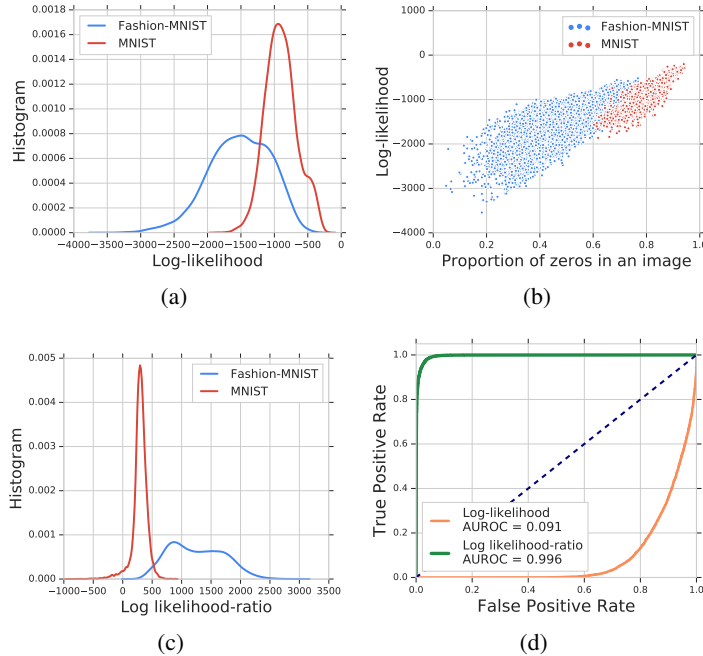 0.0018
0.0016
0.0014
0.0012
0.0010
0.0008
0.0006
0.0004
0.0002
0.0000
Histogram
Fashion-MNIST
MNIST
−4000−3500−3000−2500−2000−1500−1000 −500 0
Log-likelihood
(a)
1000
0
−1000
−2000
−3000
−4000
Log-likelihood
Fashion-MNIST
MNIST
0.0 0.2 0.4 0.6 0.8 1.0
Proportion of zeros in an image
(b)
0.005
0.004
0.003
0.002
0.001
0.000
Histogram
Fashion-MNIST
MNIST
−1000 −500 0 500 1000 1500 2000 2500 3000 3500
Log likelihood-ratio
(c)
1.0
0.8
0.6
0.4
0.2
0.0
True Positive Rate
Log-likelihood
AUROC = 0.091
Log likelihood-ratio
AUROC = 0.996
0.0 0.2 0.4 0.6 0.8 1.0
False Positive Rate
(d)